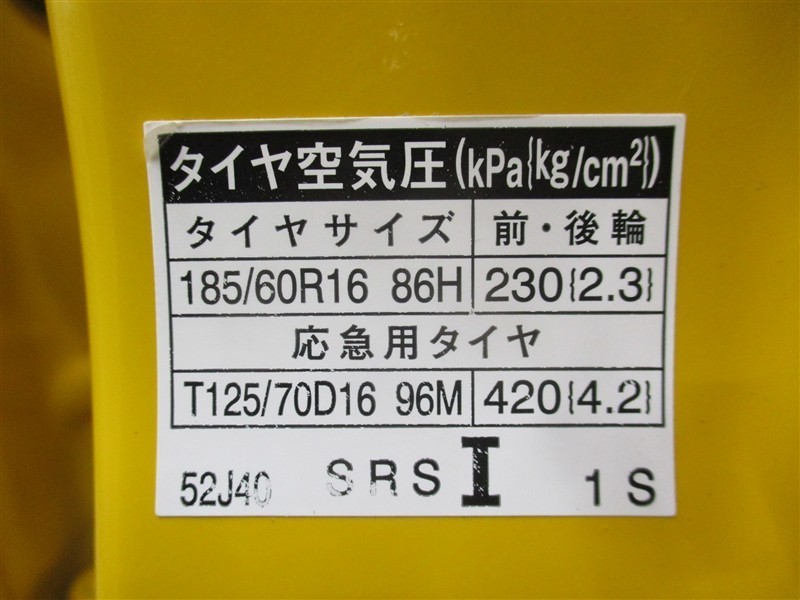 タイヤ空気圧(kPa{kg/cm²})
タイヤサイズ 前・後輪
185/60R16 86H 230{2.3}
応急用タイヤ
T125/70D16 96M 420{4.2}
52J40 SRS I 1S